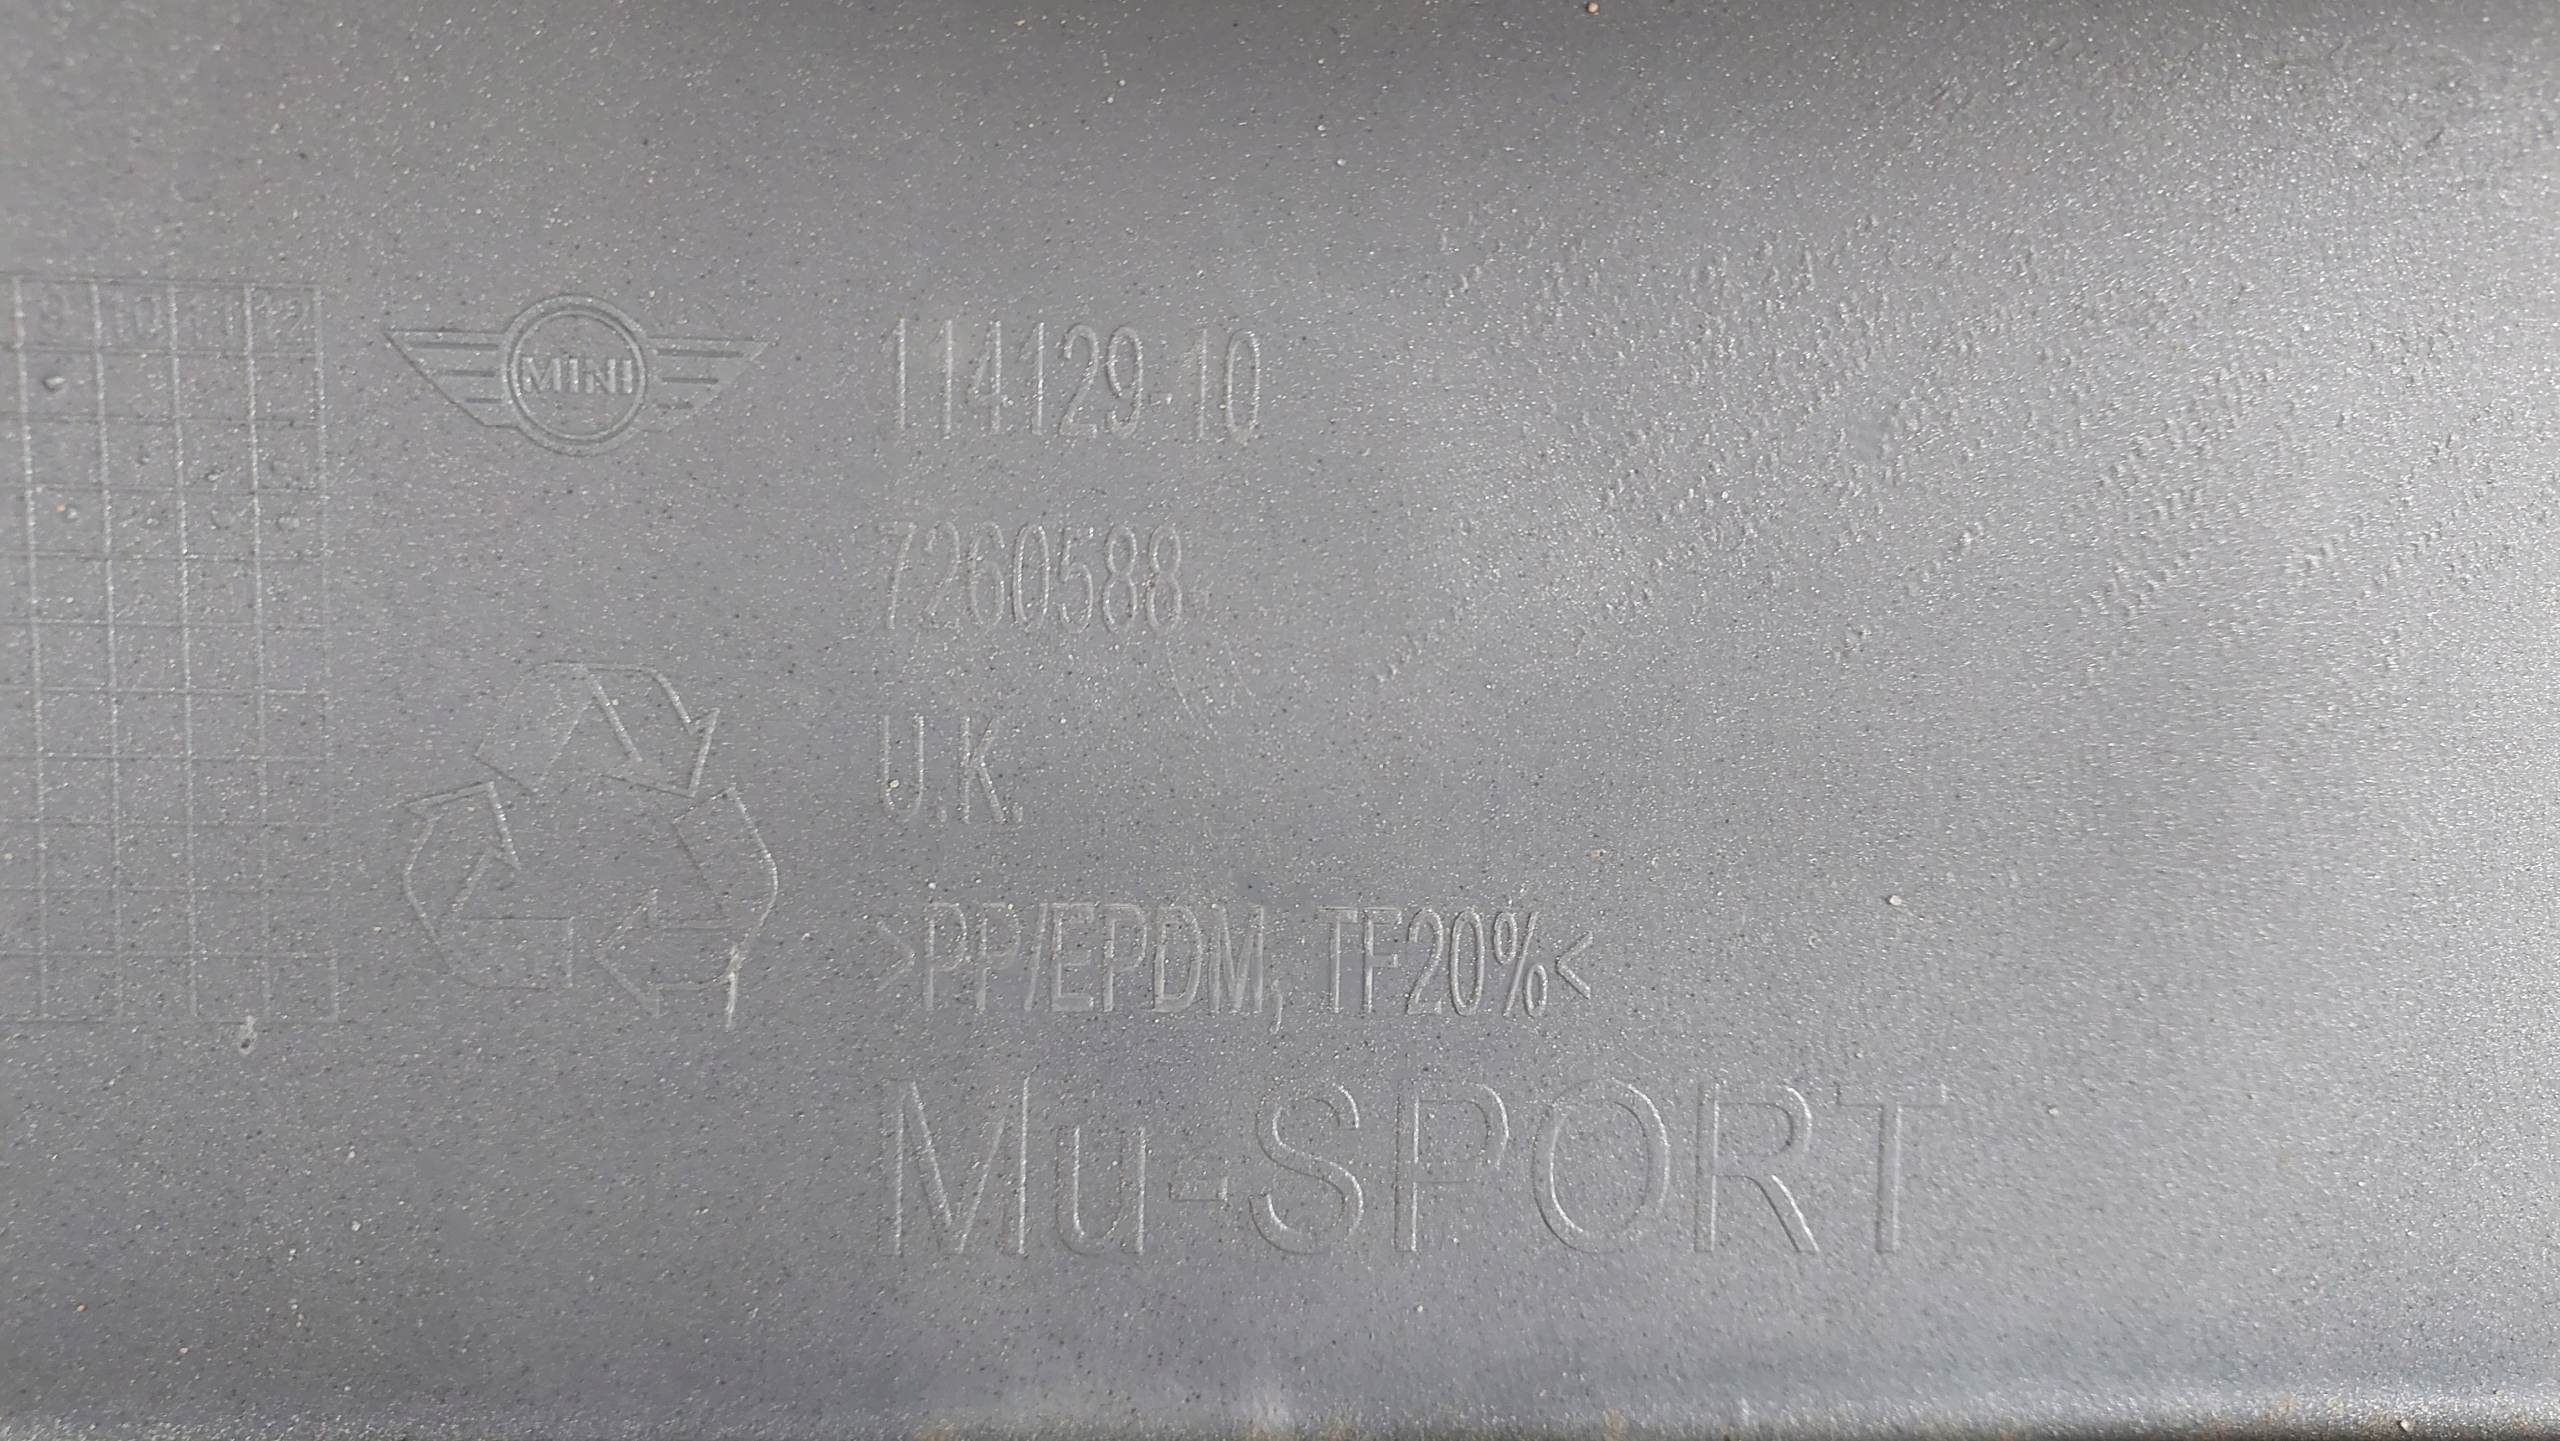 9 10 11 12
MINI
114129-10
7260588
U.K.
>PP/EPDM, TF20%<
Mu-SPORT